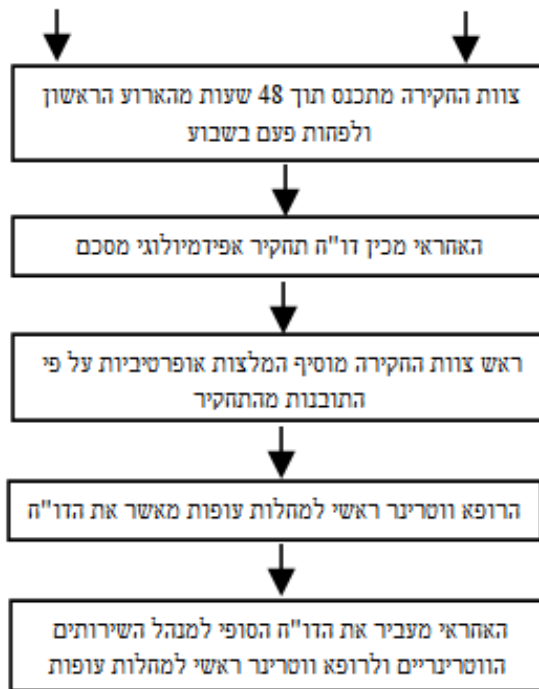 צוות החקירה מתכנס תוך 48 שעות מהארוע הראשון
ולפחות פעם בשבוע
האחראי מכין דו"ח תחקיר אפידמיולוגי מסכם
ראש צוות החקירה מוסיף המלצות אופרטיביות על פי
התובנות מהתחקיר
הרופא ווטרינר ראשי למחלות עופות מאשר את הדו"ח
האחראי מעביר את הדו"ח הסופי למנהל השירותים
הווטרינריים ולרופא ווטרינר ראשי למחלות עופות